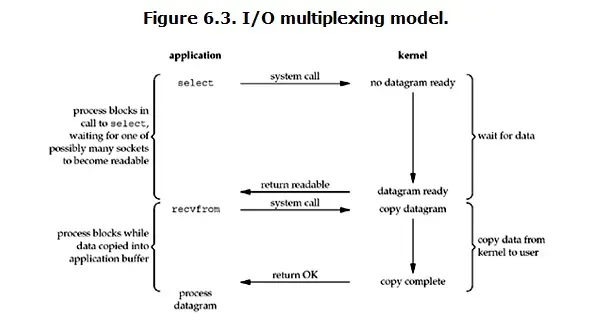 Figure 6.3. I/O multiplexing model.
application
kernel
select
system call
no datagram ready
process blocks in
call to select,
waiting for one of
possibly many sockets
to become readable
wait for data
return readable
datagram ready
recvfrom
system call
copy datagram
process blocks while
data copied into
application buffer
copy data from
kernel to user
return OK
copy complete
process
datagram